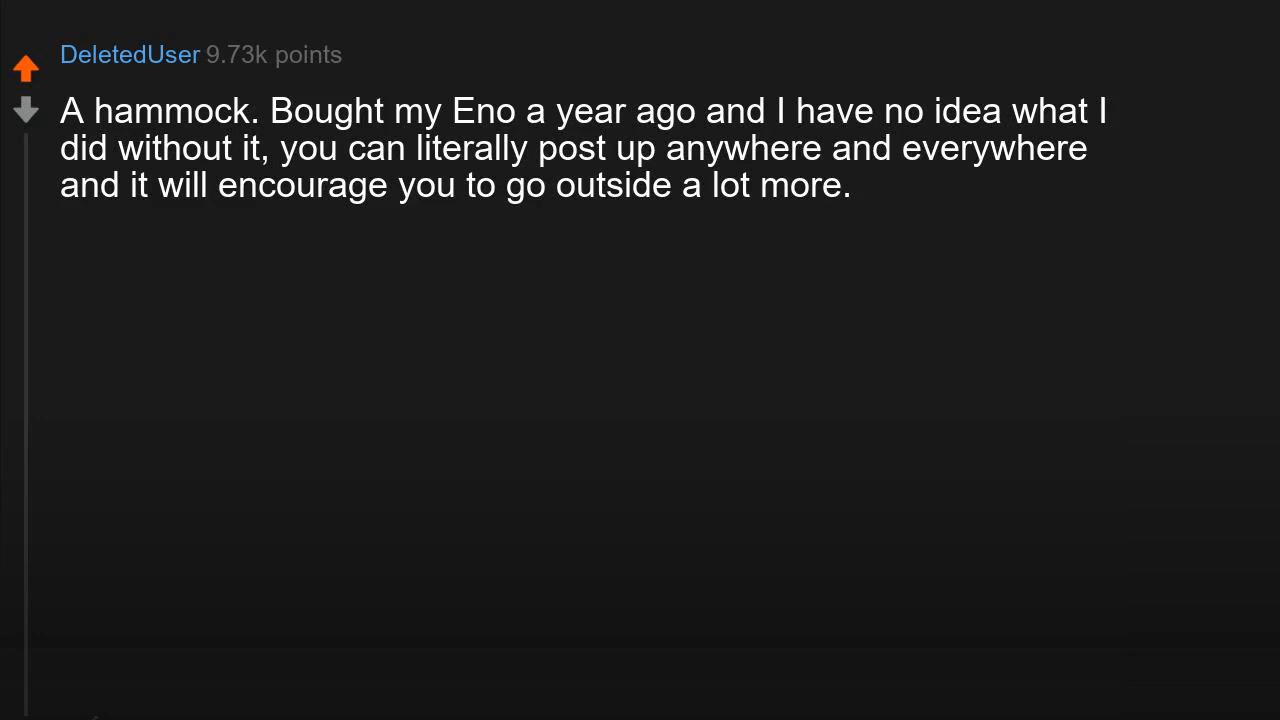 DeletedUser 9.73k points
A hammock. Bought my Eno a year ago and I have no idea what I
did without it, you can literally post up anywhere and everywhere
and it will encourage you to go outside a lot more.